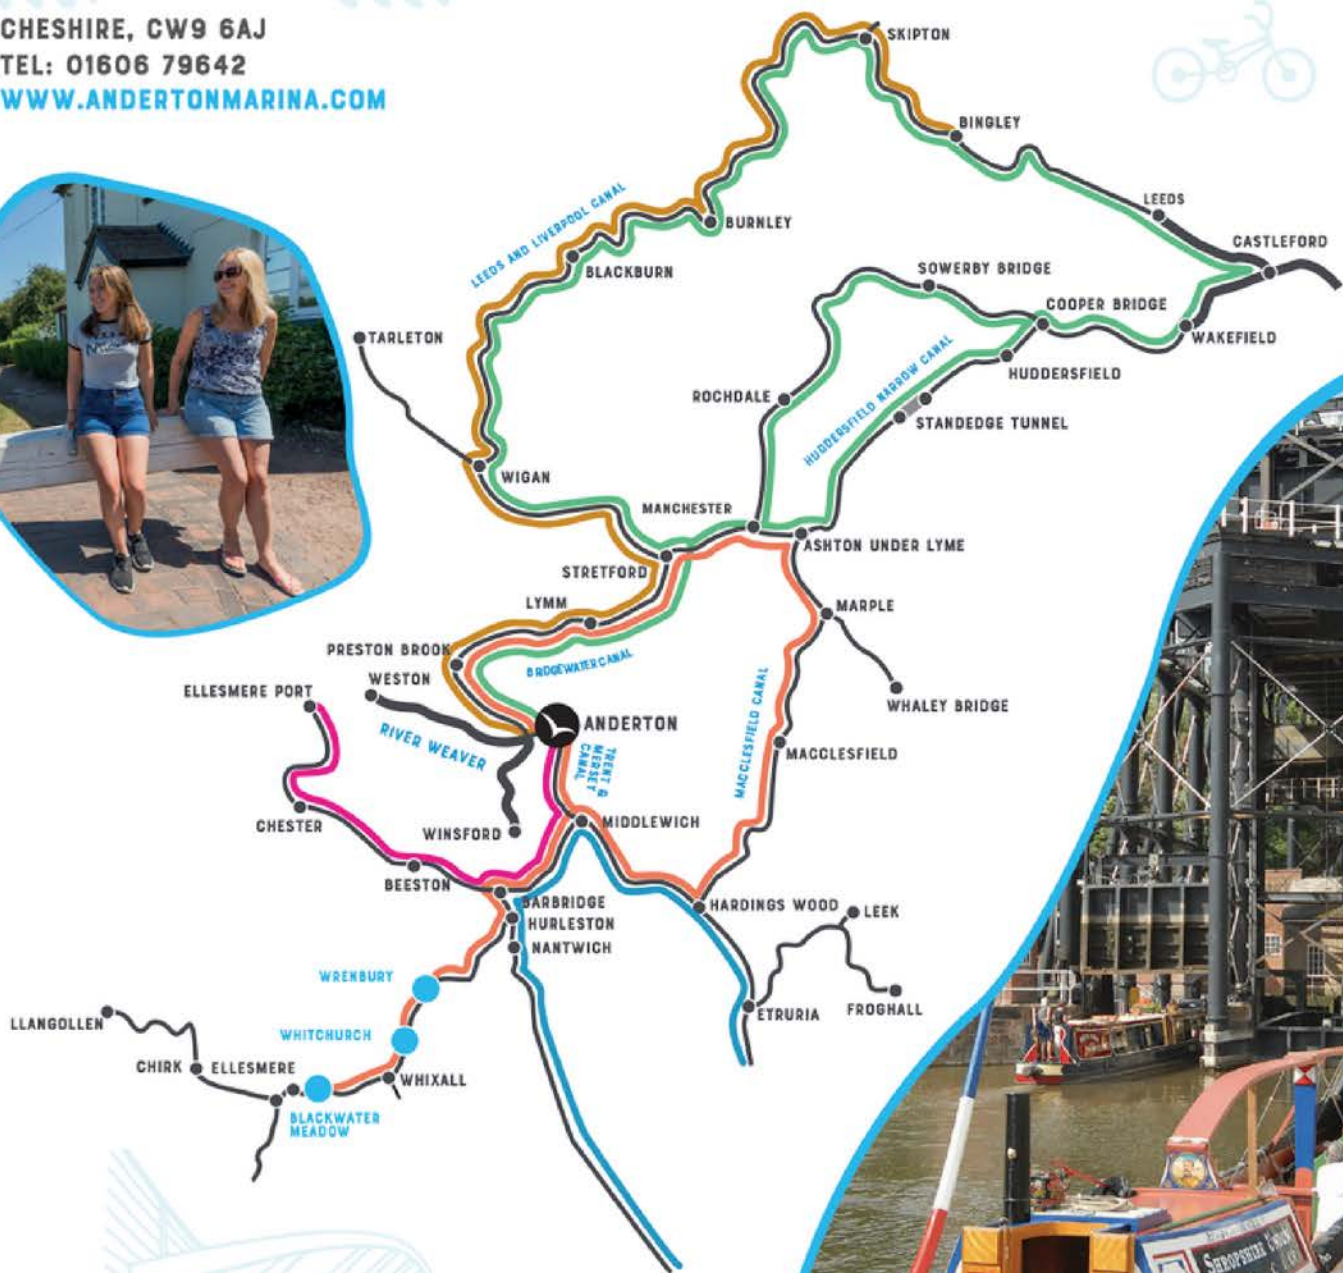 CHESHIRE, CW9 6AJ
TEL: 01606 79642
WWW.ANDERTONMARINA.COM
SKIPTON
BINGLEY
LEEDS
CASTLEFORD
LEEDS AND LIVERPOOL CANAL
BURNLEY
BLACKBURN
SOWERBY BRIDGE
COOPER BRIDGE
WAKEFIELD
TARLETON
HUDDERSFIELD
HUDDERSFIELD NARROW CANAL
ROCHDALE
STANDEDGE TUNNEL
WIGAN
MANCHESTER
ASHTON UNDER LYME
STRETFORD
LYMM
MARPLE
PRESTON BROOK
BRIDGEWATER CANAL
WESTON
ELLESMERE PORT
WHALEY BRIDGE
ANDERTON
RIVER WEAVER
TRENT &
MERSEY
CANAL
MACCLESFIELD CANAL
MACCLESFIELD
CHESTER
WINSFORD
MIDDLEWICH
BEESTON
BARBRIDGE
HURLESTON
NANTWICH
HARDINGS WOOD
LEEK
WRENBURY
ETRURIA
FROGHALL
LLANGOLLEN
WHITCHURCH
CHIRK
ELLESMERE
WHIXALL
BLACKWATER
MEADOW
SHROPSHIRE UNION